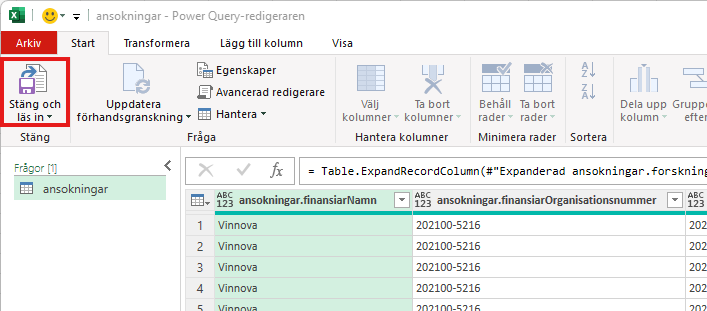 ansokningar - Power Query-redigeraren
Arkiv Start Transformera Lägg till kolumn Visa
Stäng och läs in
Stäng
Uppdatera förhandsgranskning
Egenskaper
Avancerad redigerare
Hantera
Fråga
Välj kolumner
Ta bort kolumner
Hantera kolumner
Behåll rader
Ta bort rader
Minimera rader
A
Z
Z
A
Sortera
Dela upp kolumn
Gruppe
efter
Frågor [1]
ansokningar
= Table.ExpandRecordColumn(#"Expanderad ansokningar.forskning
ABC 123 ansokningar.finansiarNamn ABC 123 ansokningar.finansiarOrganisationsnummer ABC 123
1 Vinnova 202100-5216 202
2 Vinnova 202100-5216 202
3 Vinnova 202100-5216 202
4 Vinnova 202100-5216 202
5 Vinnova 202100-5216 202